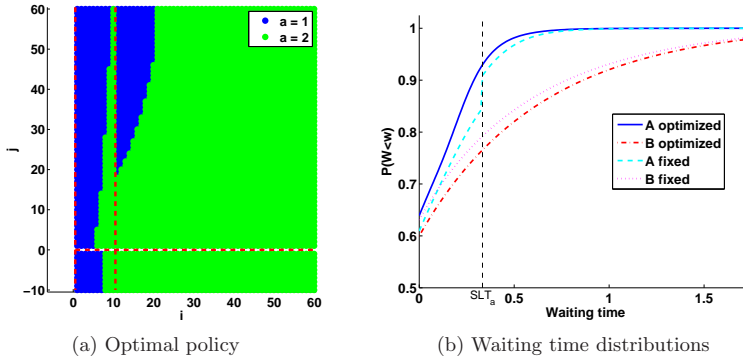 60
50
40
30
20
10
0
−10
j
0
10
20
30
40
50
60
i
a = 1
a = 2
(a) Optimal policy
1
0.9
0.8
0.7
0.6
0.5
P(W<w)
0
SLTa
0.5
1
1.5
Waiting time
A optimized
B optimized
A fixed
B fixed
(b) Waiting time distributions